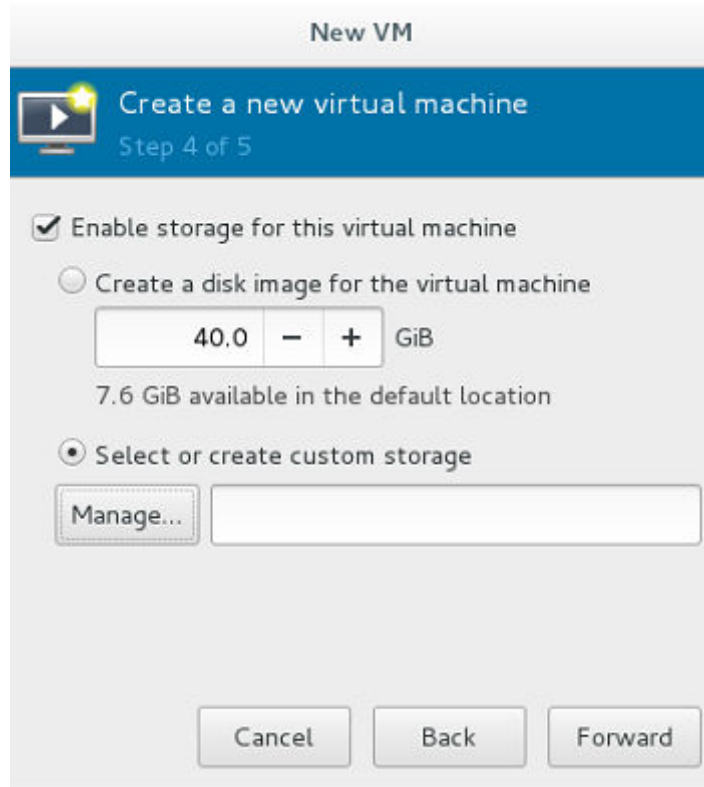 New VM
Create a new virtual machine
Step 4 of 5
Enable storage for this virtual machine
Create a disk image for the virtual machine
40.0 − + GiB
7.6 GiB available in the default location
Select or create custom storage
Manage...
Cancel Back Forward